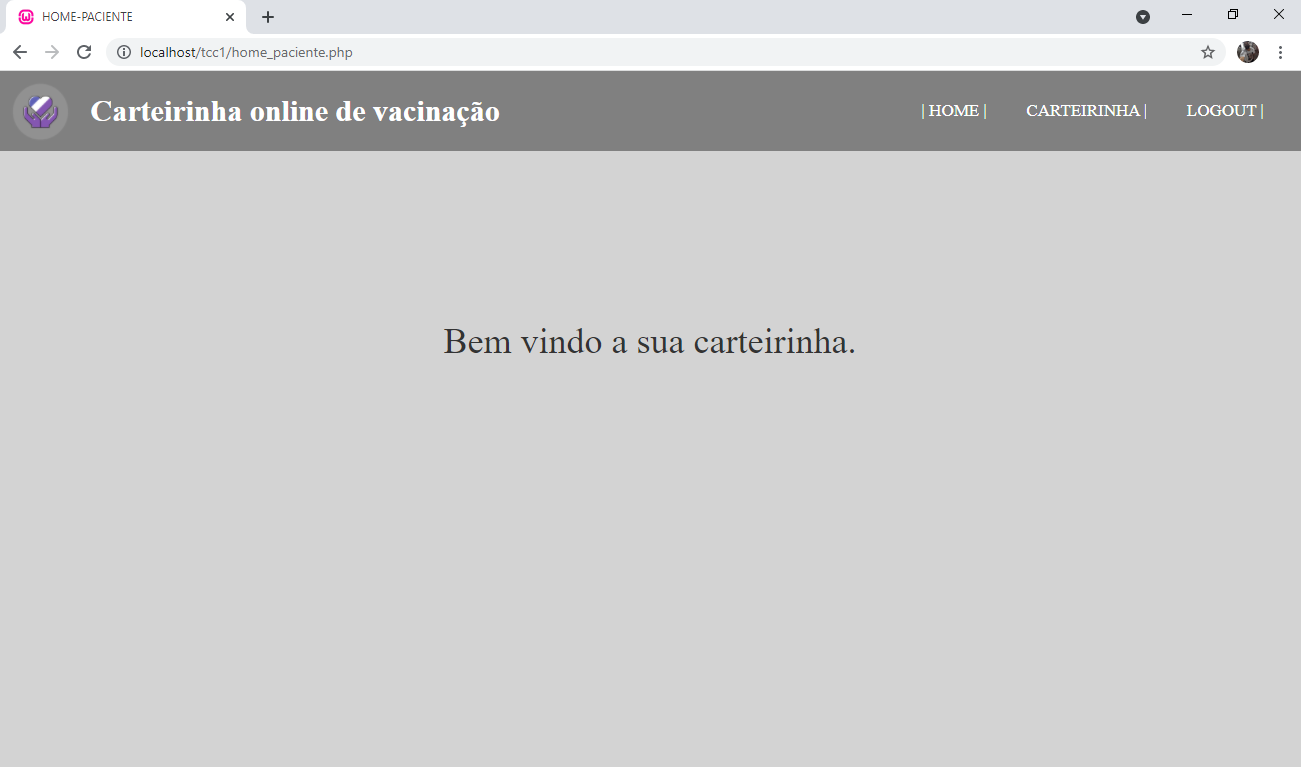 HOME-PACIENTE
localhost/tcc1/home_paciente.php
Carteirinha online de vacinação
| HOME | CARTEIRINHA | LOGOUT |
Bem vindo a sua carteirinha.